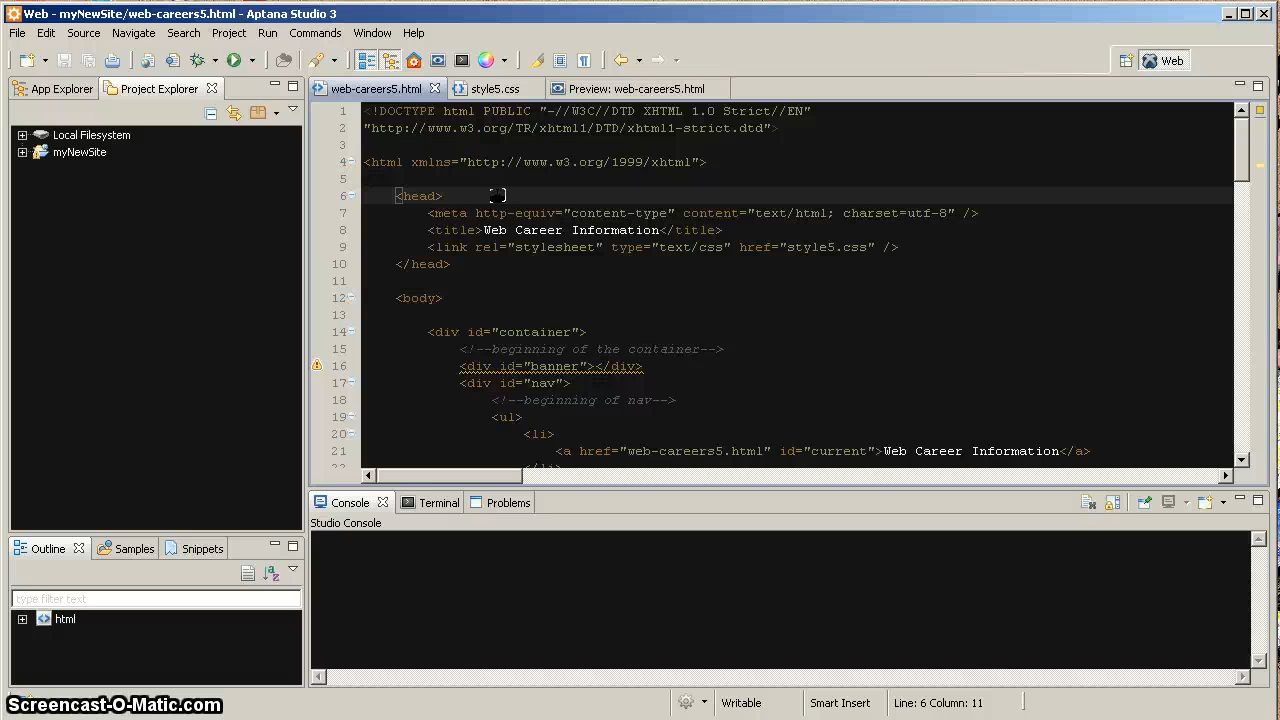 Web - myNewSite/web-careers5.html - Aptana Studio 3
File Edit Source Navigate Search Project Run Commands Window Help
Web
App Explorer Project Explorer
Local Filesystem
myNewSite
web-careers5.html style5.css Preview: web-careers5.html
1 <!DOCTYPE html PUBLIC "-//W3C//DTD XHTML 1.0 Strict//EN"
2 "http://www.w3.org/TR/xhtml1/DTD/xhtml1-strict.dtd">
3
4 <html xmlns="http://www.w3.org/1999/xhtml">
5
6 <head>
7 <meta http-equiv="content-type" content="text/html; charset=utf-8" />
8 <title>Web Career Information</title>
9 <link rel="stylesheet" type="text/css" href="style5.css" />
10 </head>
11
12 <body>
13
14 <div id="container">
15 <!--beginning of the container-->
16 <div id="banner"></div>
17 <div id="nav">
18 <!--beginning of nav-->
19 <ul>
20 <li>
21 <a href="web-careers5.html" id="current">Web Career Information</a>
22 </li>
Outline Samples Snippets
type filter text
html
Console Terminal Problems
Studio Console
Writable Smart Insert Line: 6 Column: 11
Screencast-O-Matic.com